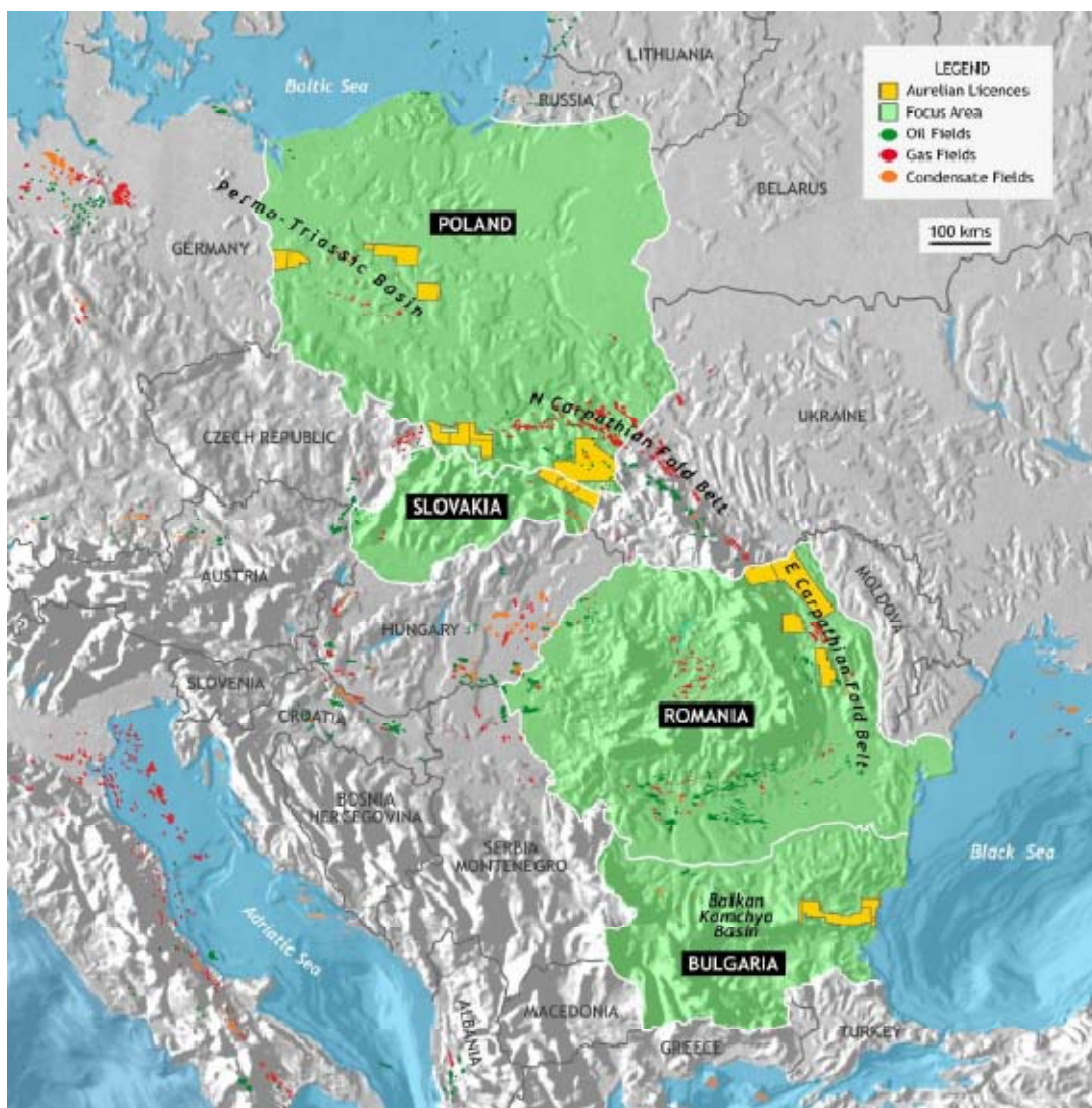 LITHUANIA
Baltic Sea
RUSSIA
LEGEND
Aurelian Licences
Focus Area
Oil Fields
Gas Fields
Condensate Fields
BELARUS
100 kms
POLAND
GERMANY
Permo-Triassic Basin
N Carpathian Fold Belt
UKRAINE
CZECH REPUBLIC
SLOVAKIA
AUSTRIA
MOLDOVA
E Carpathian Fold Belt
HUNGARY
SLOVENIA
CROATIA
ROMANIA
BOSNIA
HERCEGOVINA
SERBIA
MONTENEGRO
Black Sea
Adriatic Sea
Balkan
Kamchya
Basin
BULGARIA
MACEDONIA
ALBANIA
GREECE
TURKEY